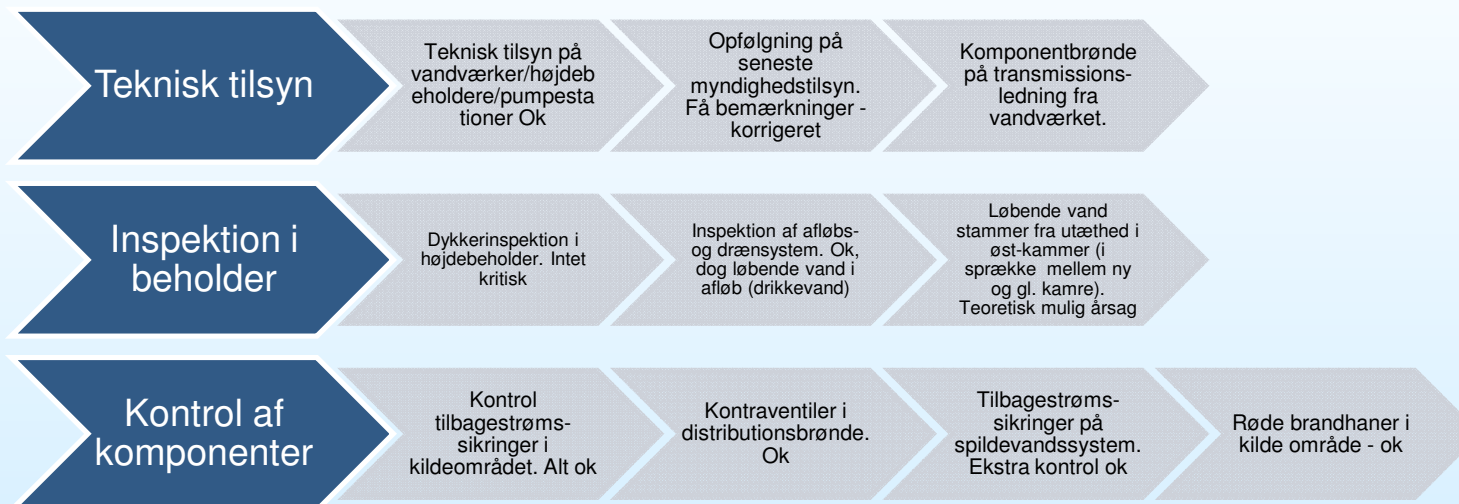 Teknisk tilsyn
Teknisk tilsyn på
vandværker/højdeb
eholdere/pumpesta
tioner Ok
Opfølgning på
seneste
myndighedstilsyn.
Få bemærkninger -
korrigeret
Komponentbrønde
på transmissions-
ledning fra
vandværket.
Inspektion i
beholder
Dykkerinspektion i
højdebeholder. Intet
kritisk
Inspektion af afløbs-
og drænsystem. Ok,
dog løbende vand i
afløb (drikkevand)
Løbende vand
stammer fra utæthed i
øst-kammer (i
sprække mellem ny
og gl. kamre).
Teoretisk mulig årsag
Kontrol af
komponenter
Kontrol
tilbagestrøms-
sikringer i
kildeområdet. Alt ok
Kontraventiler i
distributionsbrønde.
Ok
Tilbagestrøms-
sikringer på
spildevandssystem.
Ekstra kontrol ok
Røde brandhaner i
kilde område - ok